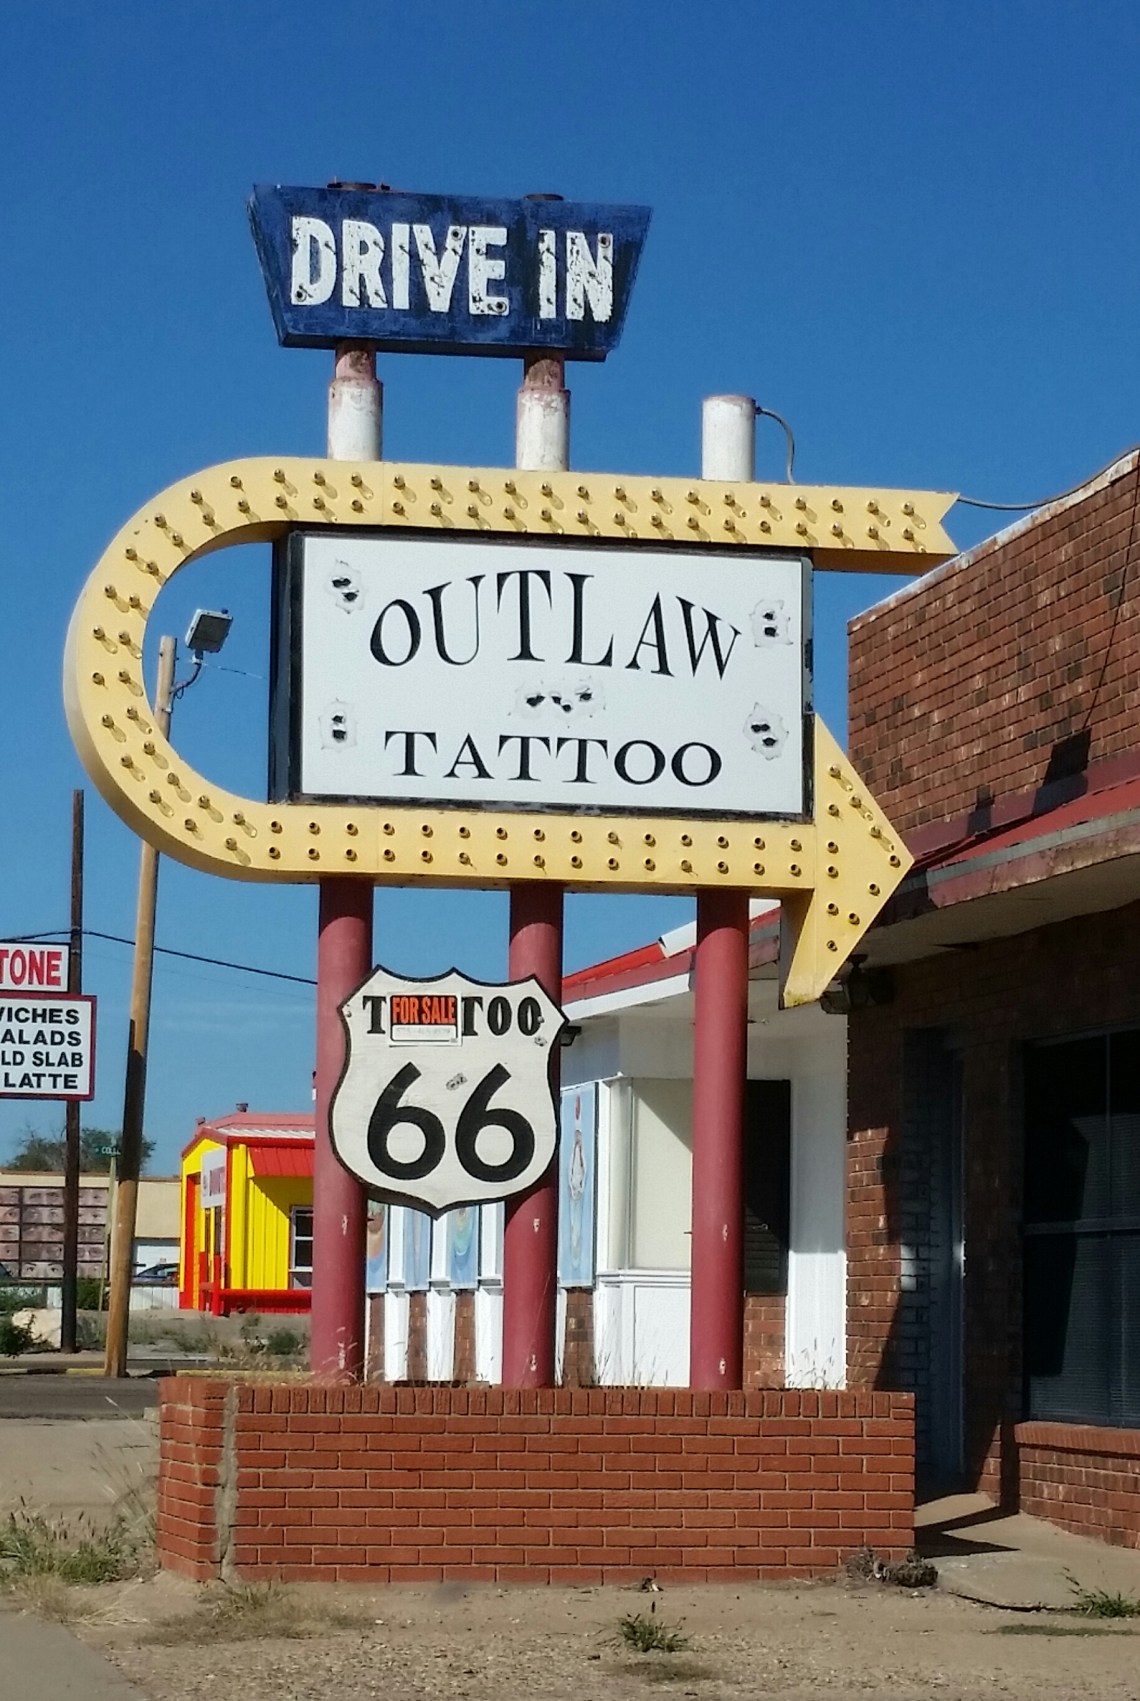 DRIVE IN
OUTLAW
TATTOO
T FOR SALE TOO
66
TONE
WICHES
ALADS
LD SLAB
LATTE